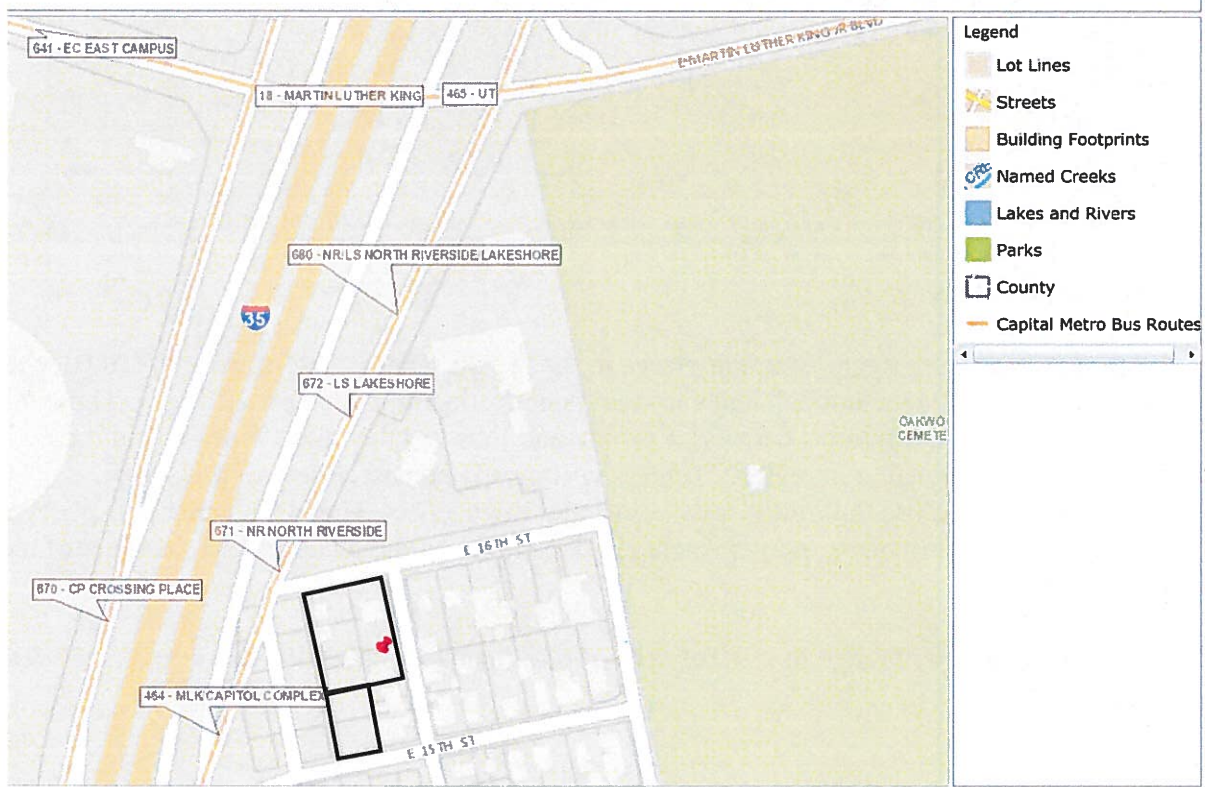 641 - EC EAST CAMPUS
18 - MARTIN LUTHER KING
465 - UT
E MARTIN LUTHER KING JR BLVD
680 - NR/LS NORTH RIVERSIDE/LAKESHORE
35
672 - LS LAKESHORE
OAKWO
CEMETE
671 - NR NORTH RIVERSIDE
E 16TH ST
670 - CP CROSSING PLACE
464 - MLK/CAPITOL COMPLEX
E 15TH ST
Legend
Lot Lines
Streets
Building Footprints
CRE
Named Creeks
Lakes and Rivers
Parks
County
Capital Metro Bus Routes